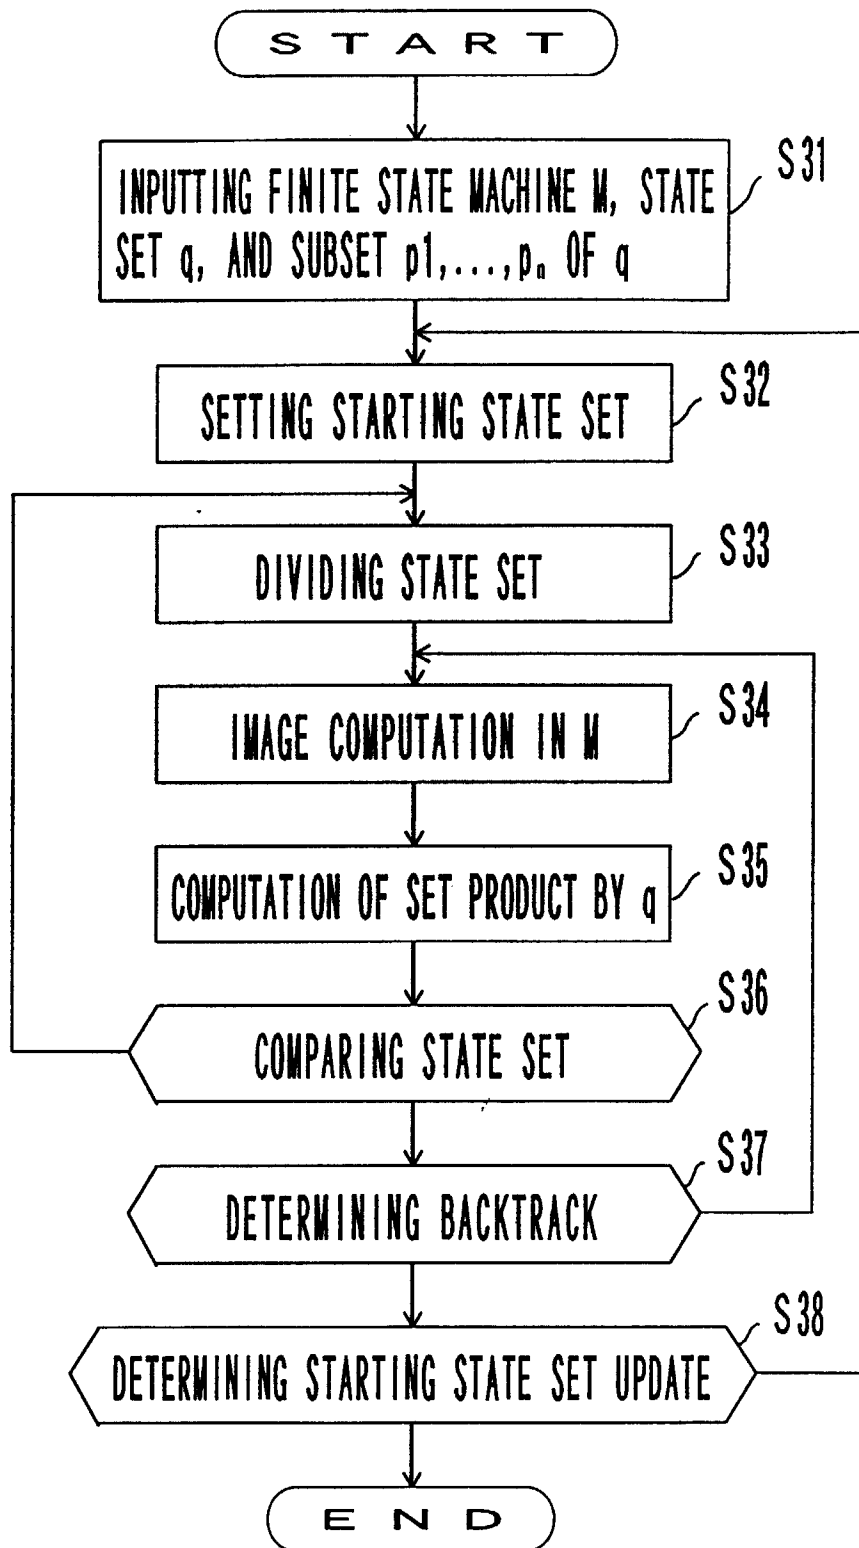 START
S31
INPUTTING FINITE STATE MACHINE M, STATE
SET q, AND SUBSET p1,...,pn OF q
S32
SETTING STARTING STATE SET
S33
DIVIDING STATE SET
S34
IMAGE COMPUTATION IN M
S35
COMPUTATION OF SET PRODUCT BY q
S36
COMPARING STATE SET
S37
DETERMINING BACKTRACK
S38
DETERMINING STARTING STATE SET UPDATE
END